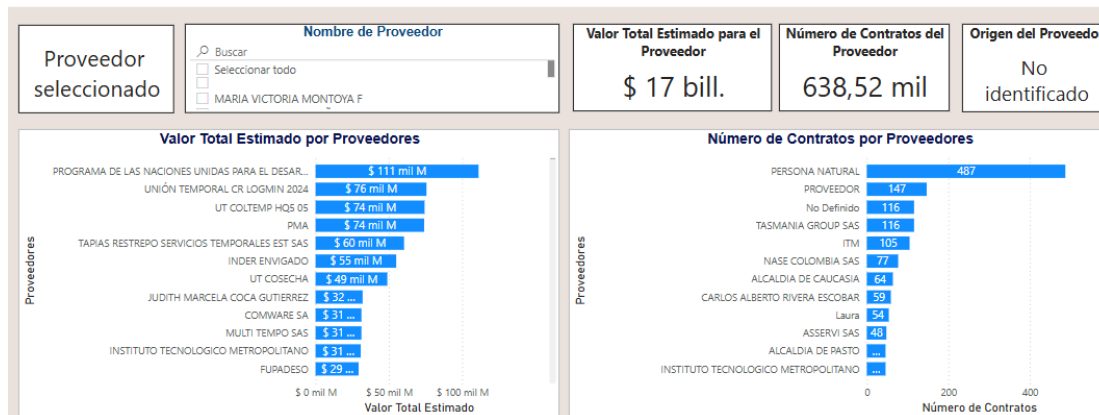 Proveedor
seleccionado
Nombre de Proveedor
Buscar
Seleccionar todo
MARIA VICTORIA MONTOYA F
Valor Total Estimado para el
Proveedor
$ 17 bill.
Número de Contratos del
Proveedor
638,52 mil
Origen del Proveedo
No
identificado
Valor Total Estimado por Proveedores
Proveedores
PROGRAMA DE LAS NACIONES UNIDAS PARA EL DESAR... $ 111 mil M
UNIÓN TEMPORAL CR LOGMIN 2024 $ 76 mil M
UT COLTEMP HQ5 05 $ 74 mil M
PMA $ 74 mil M
TAPIAS RESTREPO SERVICIOS TEMPORALES EST SAS $ 60 mil M
INDER ENVIGADO $ 55 mil M
UT COSECHA $ 49 mil M
JUDITH MARCELA COCA GUTIERREZ $ 32 ...
COMWARE SA $ 31 ...
MULTI TEMPO SAS $ 31 ...
INSTITUTO TECNOLOGICO METROPOLITANO $ 31 ...
FUPADESO $ 29 ...
$ 0 mil M $ 50 mil M $ 100 mil M
Valor Total Estimado
Número de Contratos por Proveedores
Proveedores
PERSONA NATURAL 487
PROVEEDOR 147
No Definido 116
TASMANIA GROUP SAS 116
ITM 105
NASE COLOMBIA SAS 77
ALCALDIA DE CAUCASIA 64
CARLOS ALBERTO RIVERA ESCOBAR 59
Laura 54
ASSERVI SAS 48
ALCALDIA DE PASTO ...
INSTITUTO TECNOLOGICO METROPOLITANO ...
0 200 400
Número de Contratos